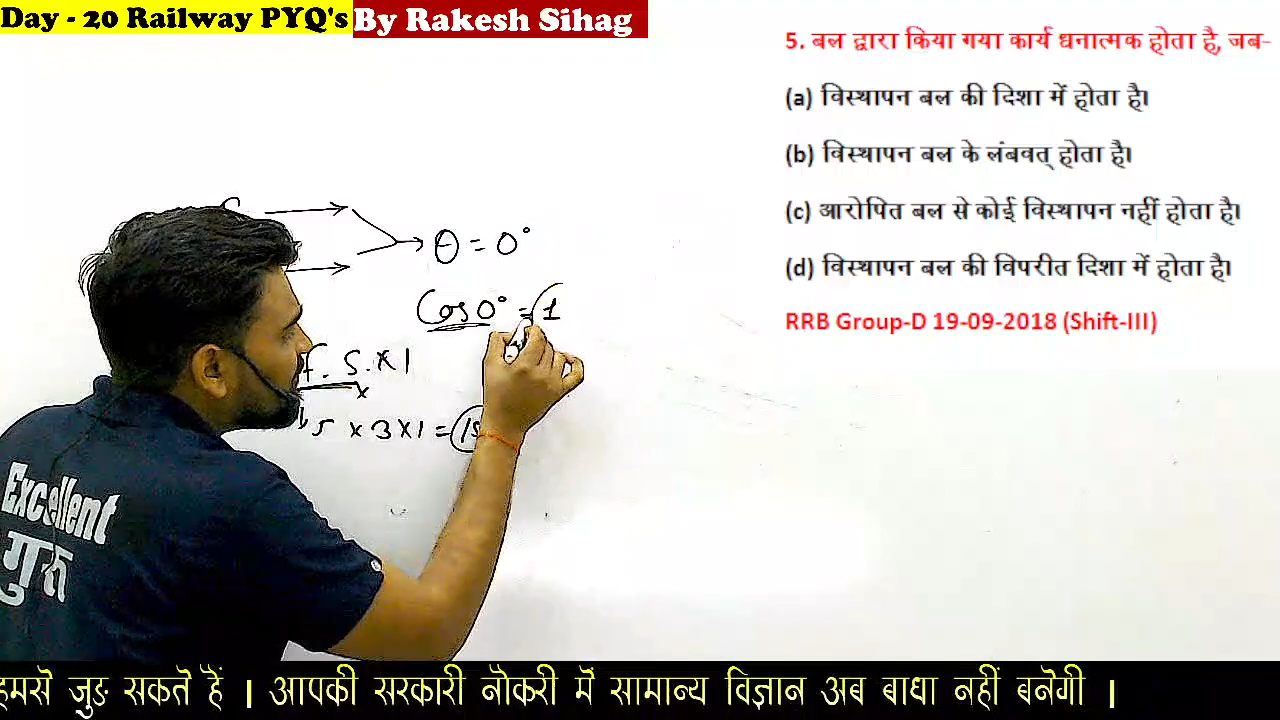 Day - 20 Railway PYQ's By Rakesh Sihag
5. बल द्वारा किया गया कार्य धनात्मक होता है, जब-
(a) विस्थापन बल की दिशा में होता है।
(b) विस्थापन बल के लंबवत् होता है।
(c) आरोपित बल से कोई विस्थापन नहीं होता है।
(d) विस्थापन बल की विपरीत दिशा में होता है।
RRB Group-D 19-09-2018 (Shift-III)
θ = 0°
Cos 0° = 1
F. S. × 1
5 × 3 × 1 = 15
Excellent
गुरु
हमसे जुड़ सकते हैं । आपकी सरकारी नौकरी में सामान्य विज्ञान अब बाधा नहीं बनेगी ।